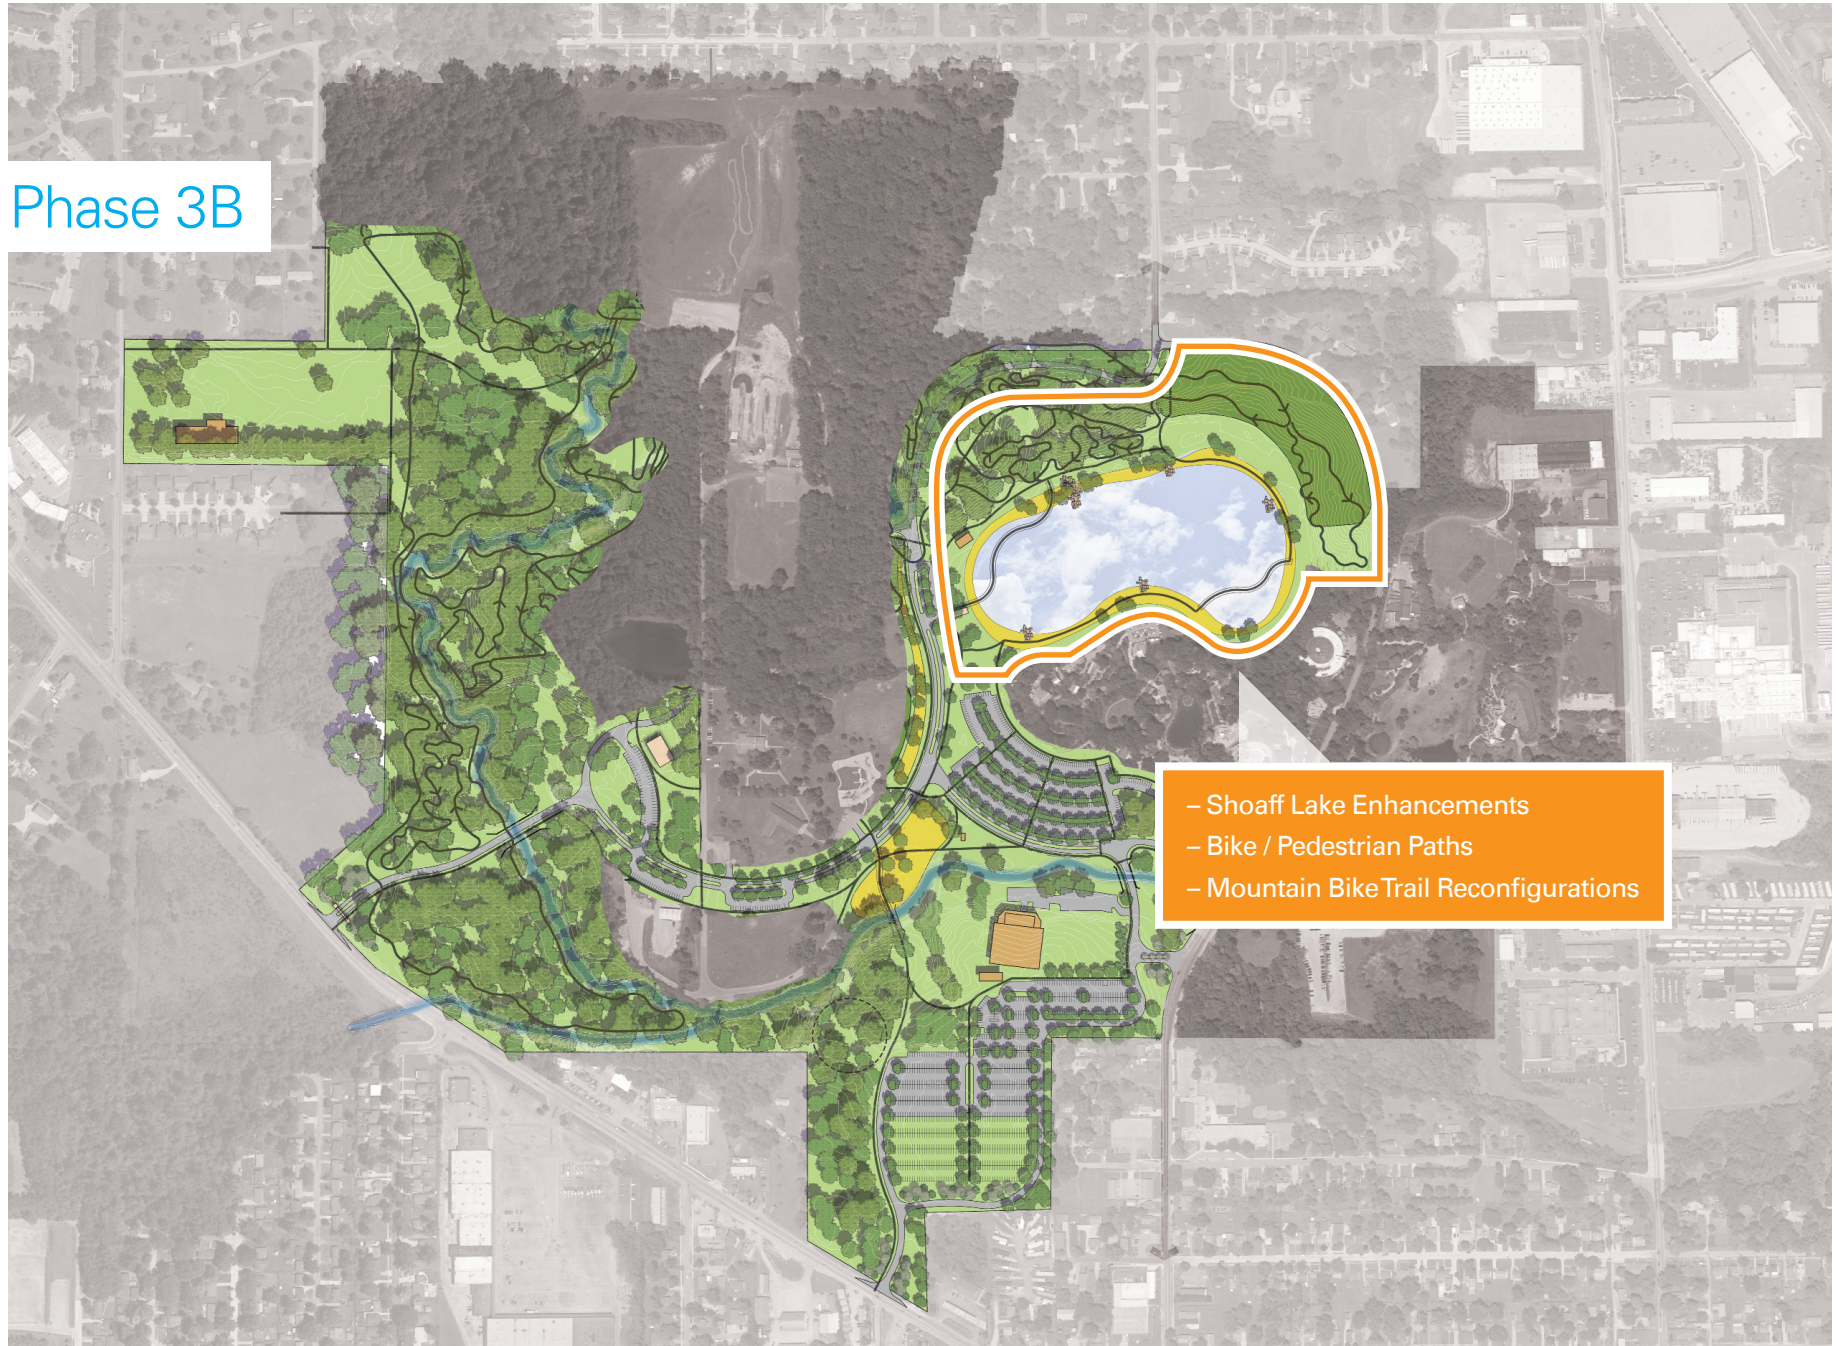 Phase 3B
– Shoaff Lake Enhancements
– Bike / Pedestrian Paths
– Mountain Bike Trail Reconfigurations